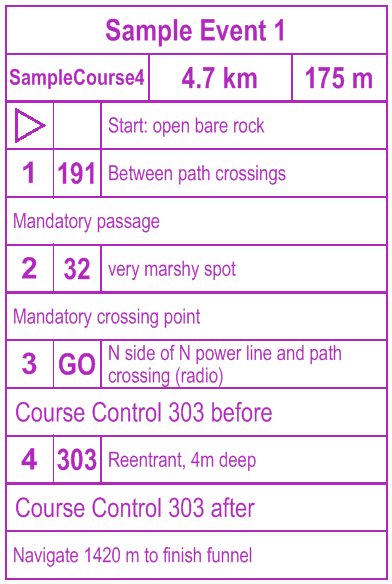 Sample Event 1
SampleCourse4 4.7 km 175 m
Start: open bare rock
1 191 Between path crossings
Mandatory passage
2 32 very marshy spot
Mandatory crossing point
3 GO N side of N power line and path
crossing (radio)
Course Control 303 before
4 303 Reentrant, 4m deep
Course Control 303 after
Navigate 1420 m to finish funnel